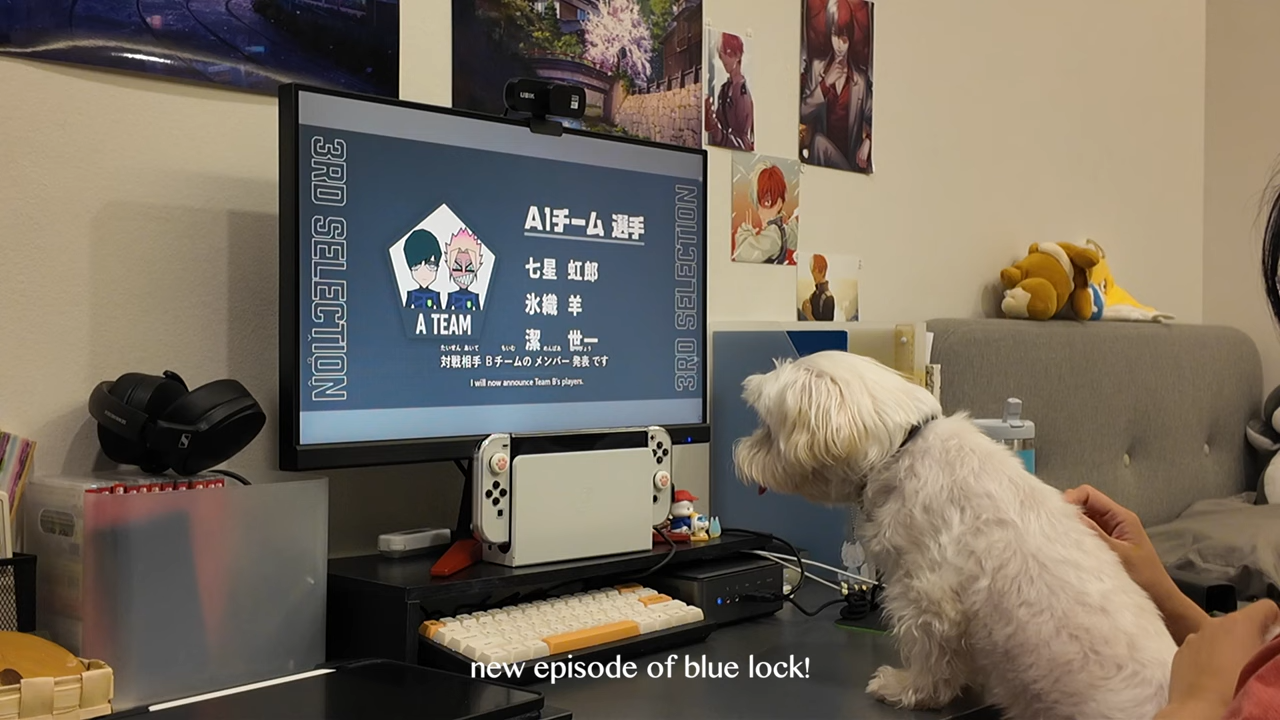 3RD SELECTION
A TEAM
A1チーム 選手
七星 虹郎
氷織 羊
潔 世一
対戦相手 Bチームの メンバー 発表 です
I will now announce Team B's players.
3RD SELECTION
new episode of blue lock!